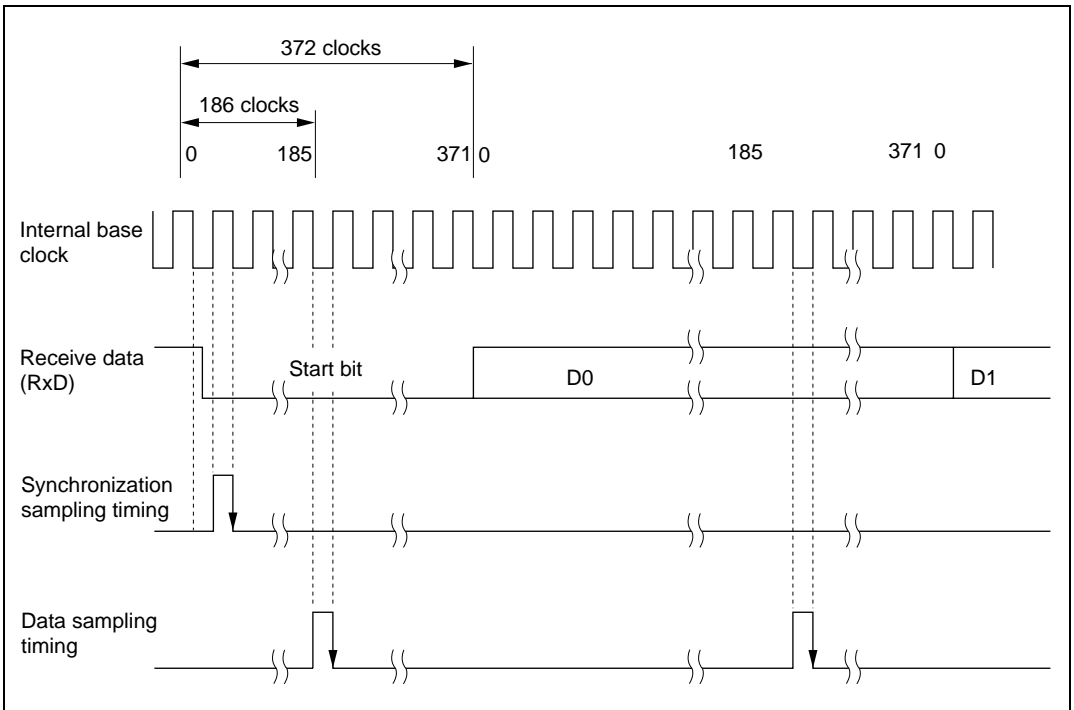 372 clocks
186 clocks
0 185 371 0 185 371 0
Internal base
clock
Receive data
(RxD)
Start bit
D0
D1
Synchronization
sampling timing
Data sampling
timing